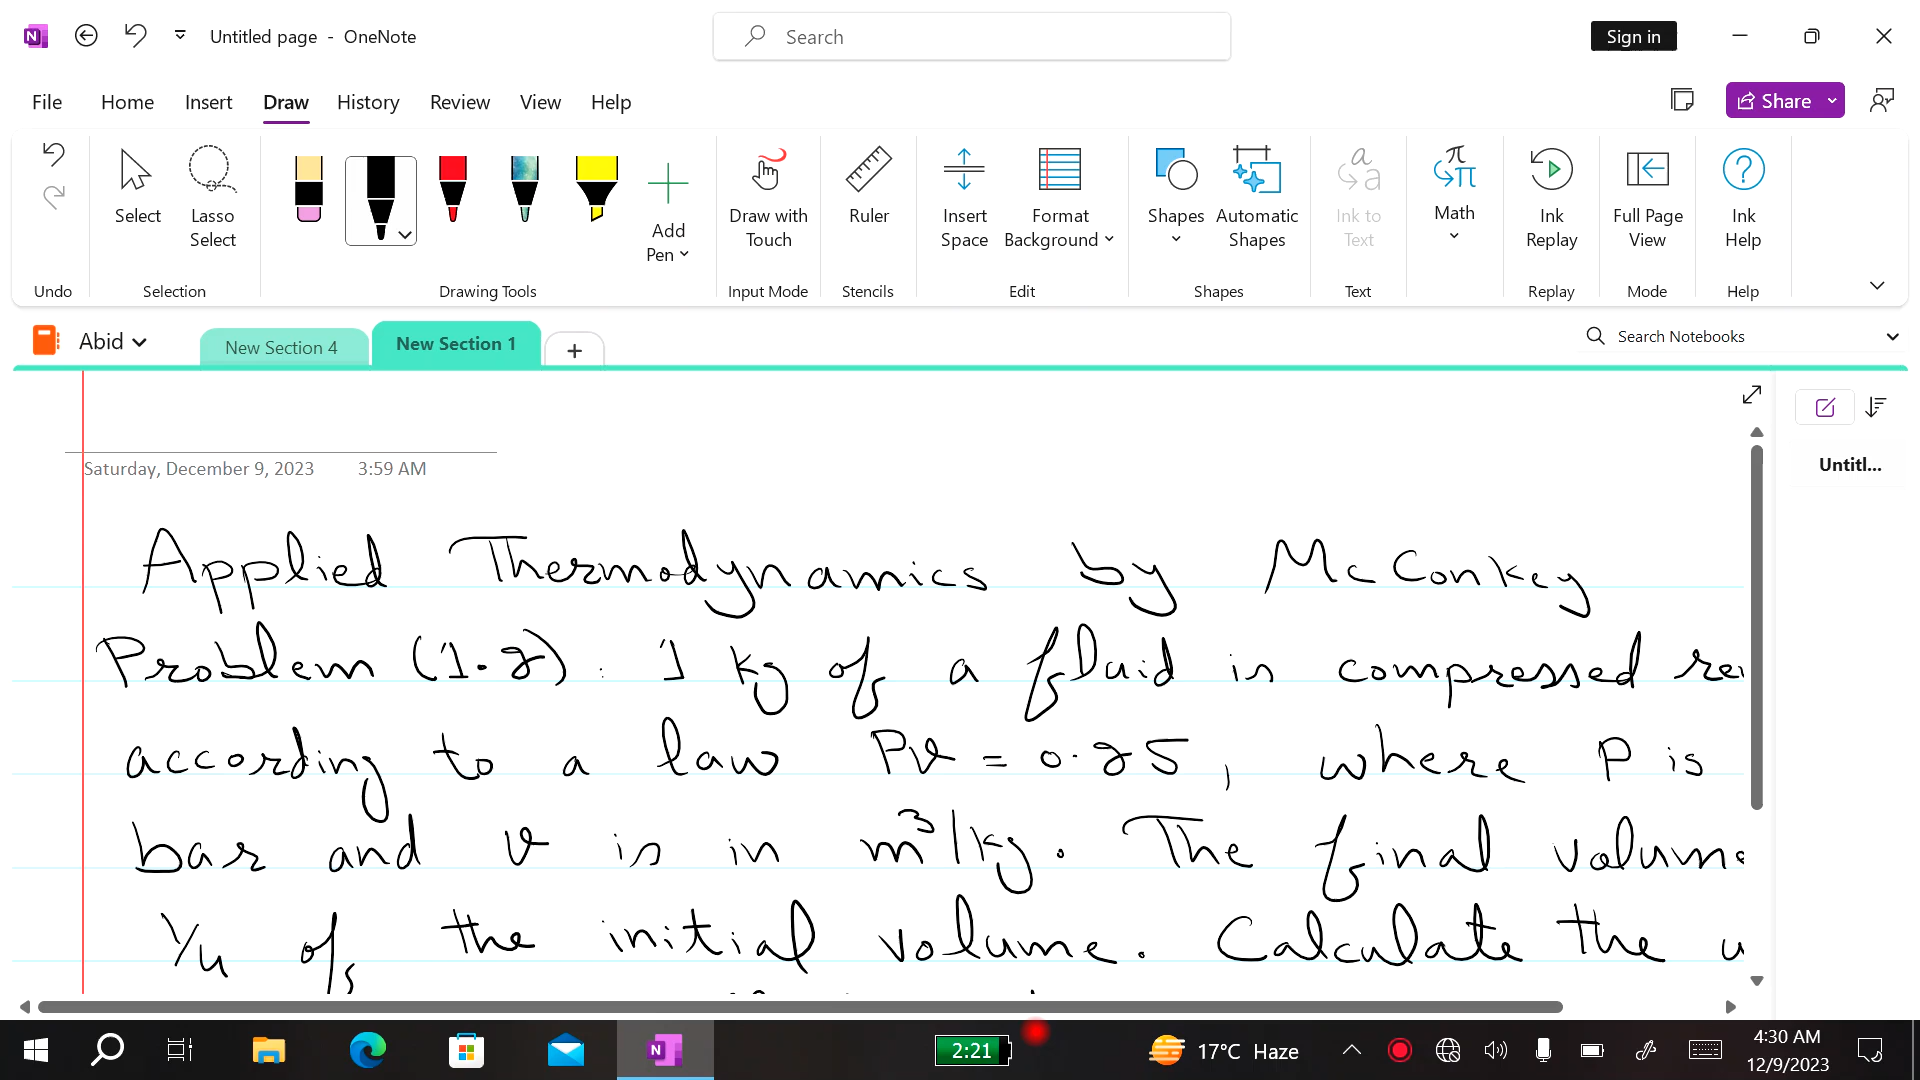 Untitled page - OneNote
Search
Sign in
File Home Insert Draw History Review View Help
Share
Select
Lasso Select
Add Pen
Draw with Touch
Ruler
Insert Space
Format Background
Shapes
Automatic Shapes
Ink to Text
Math
Ink Replay
Full Page View
Ink Help
Undo Selection Drawing Tools Input Mode Stencils Edit Shapes Text Replay Mode Help
Abid New Section 4 New Section 1 + Search Notebooks
Untitl...
Saturday, December 9, 2023 3:59 AM
Applied Thermodynamics by McConkey
Problem (1.2): 1 kg of a fluid is compressed re
according to a law Pv = 0.25, where P is
bar and v is in m³/kg. The final volume
1/4 of the initial volume. Calculate the
2:21 17°C Haze 4:30 AM
12/9/2023